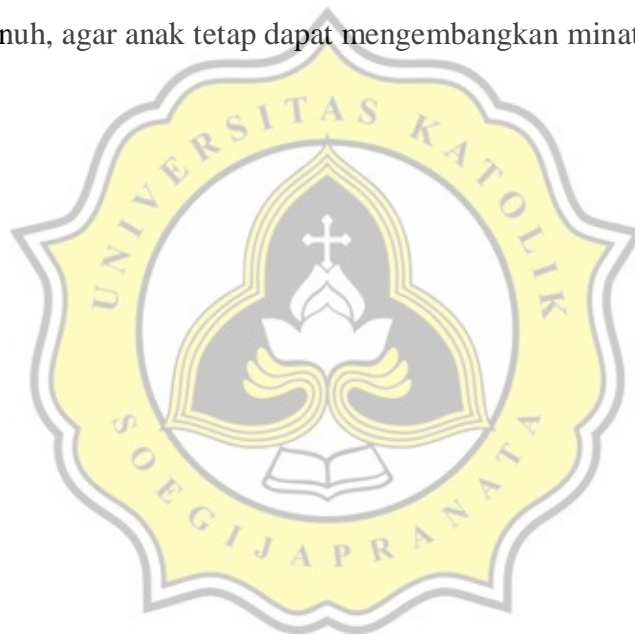 nuh, agar anak tetap dapat mengembangkan minat
UNIVERSITAS KATOLIK
SOEGIJAPRANATA